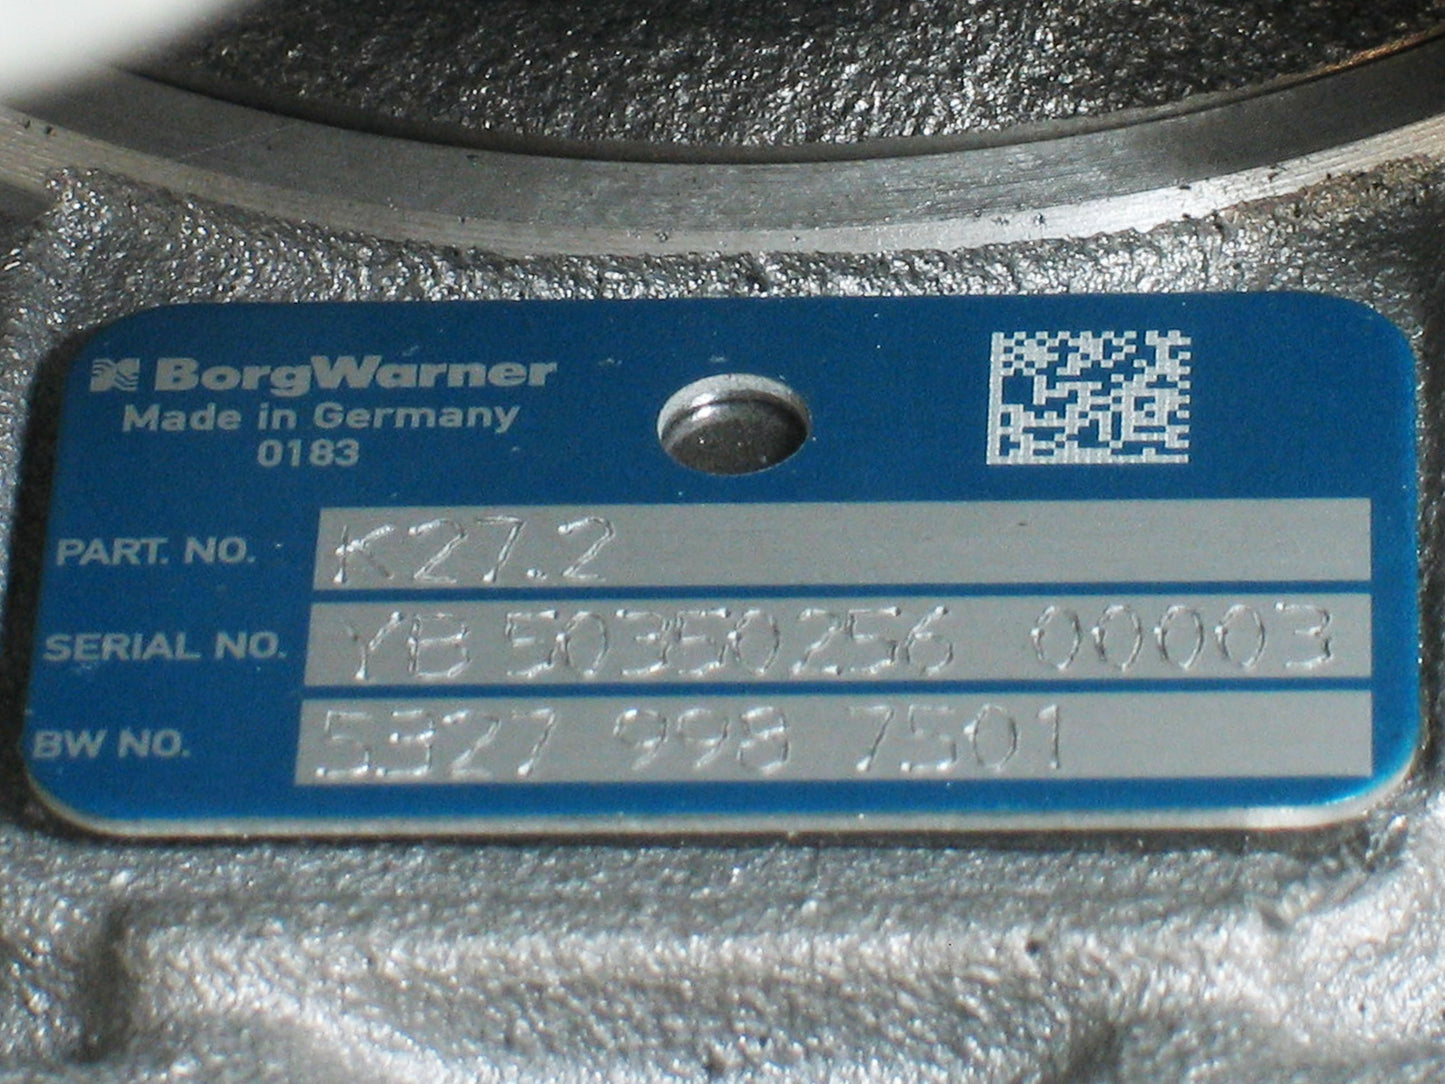 BorgWarner
Made in Germany
0183
PART. NO. K27.2
SERIAL NO. YB 50350256 00003
BW NO. 5327 998 7501